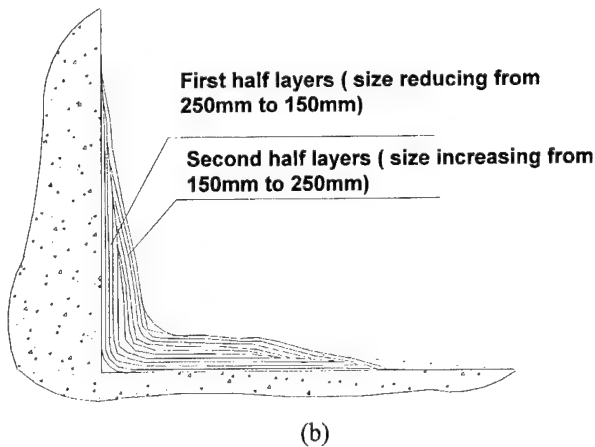 First half layers ( size reducing from
250mm to 150mm)
Second half layers ( size increasing from
150mm to 250mm)
(b)